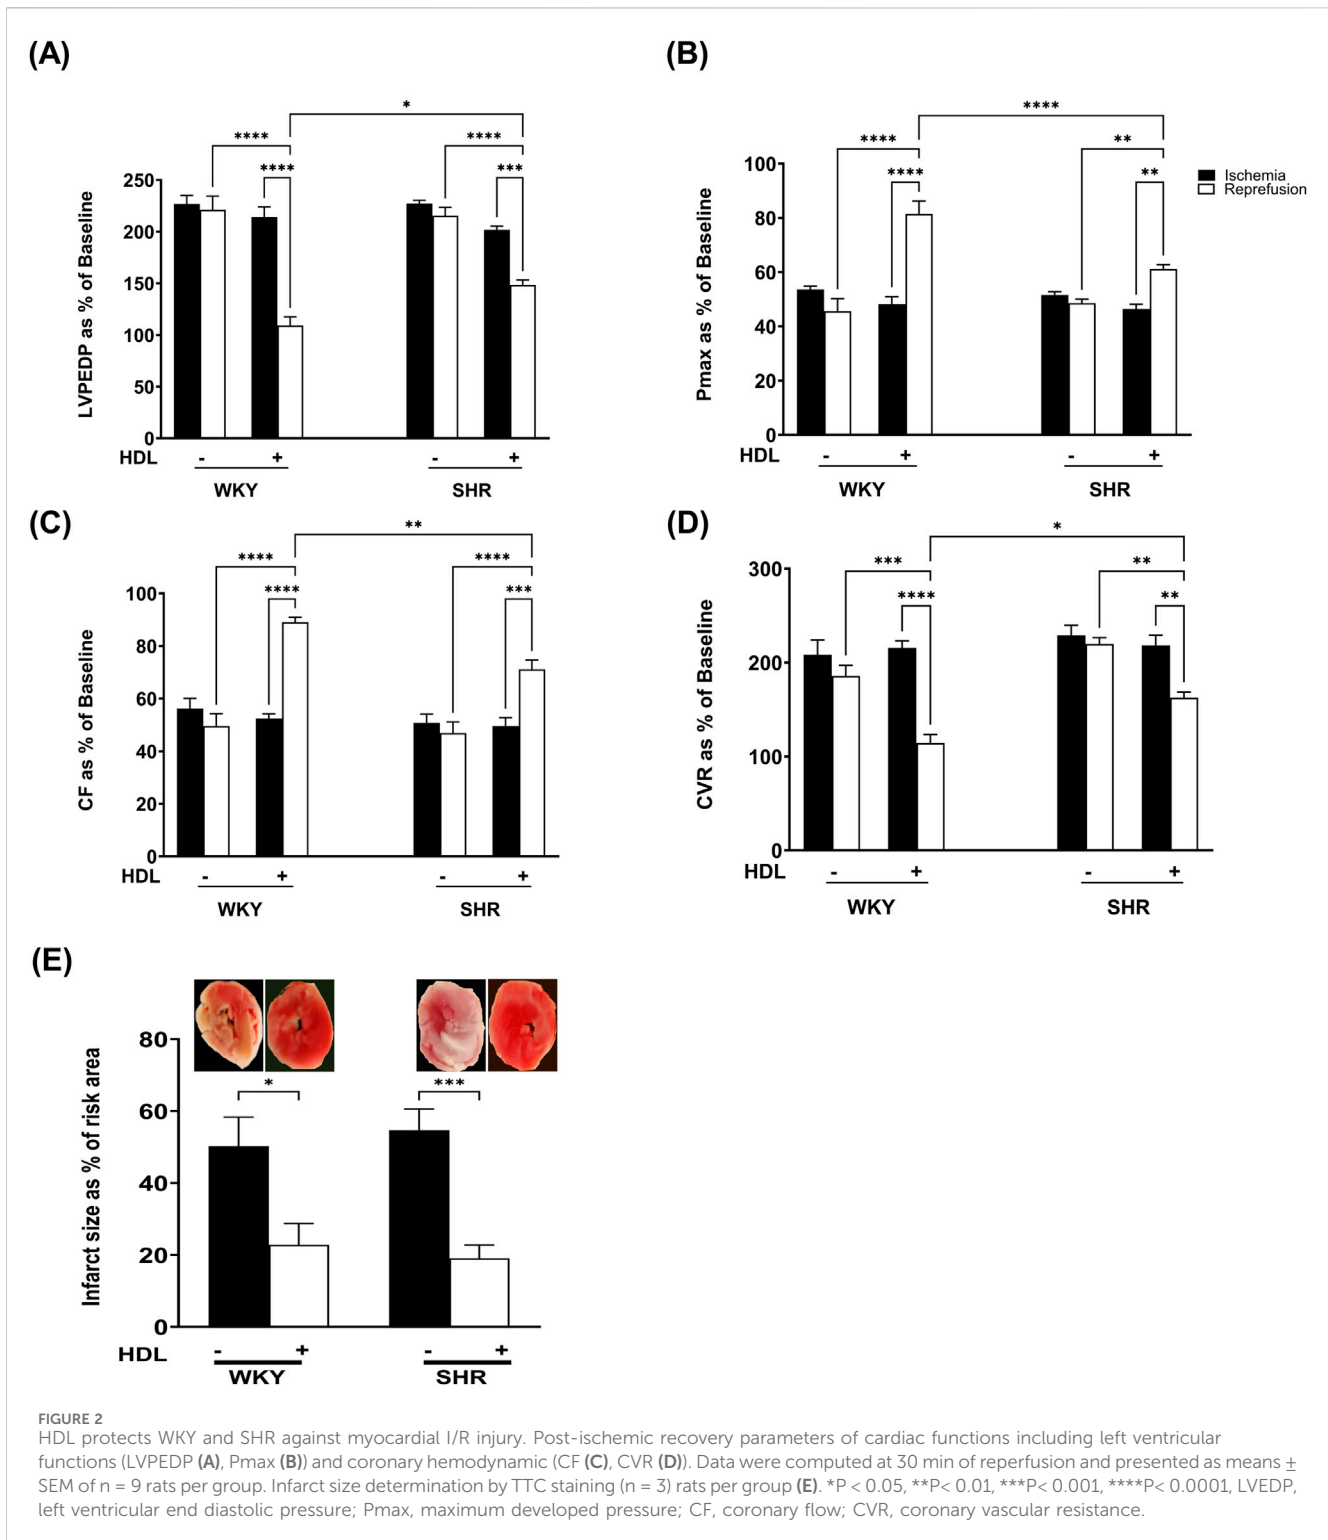 (A)
*
****
****
****
***
250
200
150
100
50
0
LVPEDP as % of Baseline
HDL
-
+
-
+
WKY
SHR
(B)
****
****
**
****
**
100
80
60
40
20
0
Pmax as % of Baseline
Ischemia
Reprefusion
HDL
-
+
-
+
WKY
SHR
(C)
**
****
****
****
***
100
80
60
40
20
0
CF as % of Baseline
HDL
-
+
-
+
WKY
SHR
(D)
*
***
**
****
**
300
200
100
0
CVR as % of Baseline
HDL
-
+
-
+
WKY
SHR
(E)
*
***
80
60
40
20
0
Infarct size as % of risk area
HDL
-
+
-
+
WKY
SHR
FIGURE 2
HDL protects WKY and SHR against myocardial I/R injury. Post-ischemic recovery parameters of cardiac functions including left ventricular
functions (LVPEDP (A), Pmax (B)) and coronary hemodynamic (CF (C), CVR (D)). Data were computed at 30 min of reperfusion and presented as means ±
SEM of n = 9 rats per group. Infarct size determination by TTC staining (n = 3) rats per group (E). *P < 0.05, **P< 0.01, ***P< 0.001, ****P< 0.0001, LVEDP,
left ventricular end diastolic pressure; Pmax, maximum developed pressure; CF, coronary flow; CVR, coronary vascular resistance.